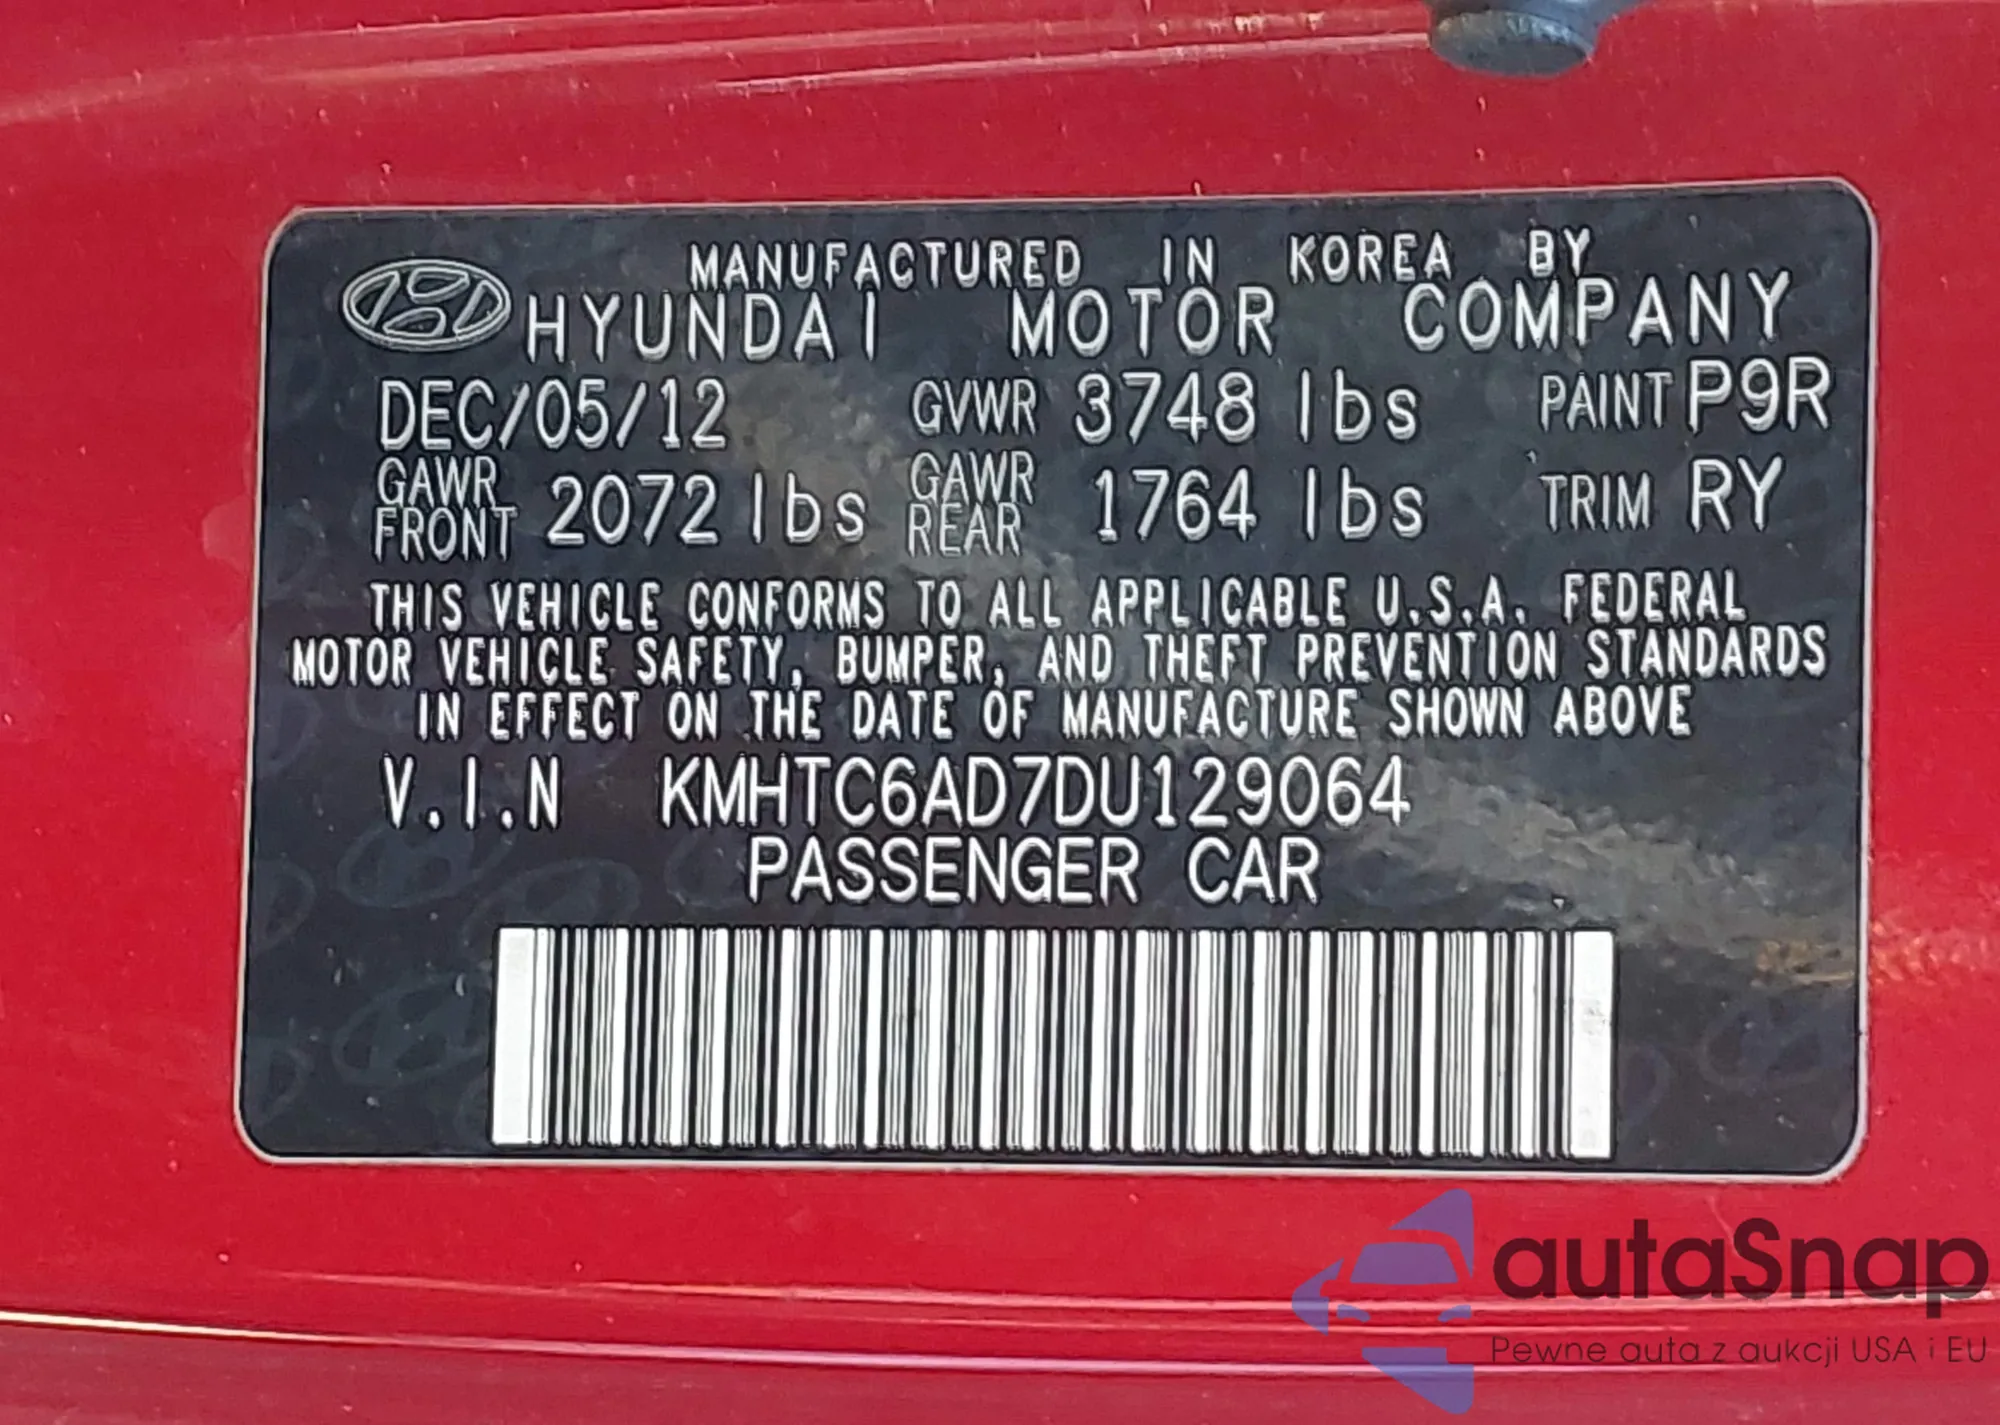 MANUFACTURED IN KOREA BY
HYUNDAI MOTOR COMPANY
DEC/05/12 GVWR 3748 lbs PAINT P9R
GAWR FRONT 2072 lbs GAWR REAR 1764 lbs TRIM RY
THIS VEHICLE CONFORMS TO ALL APPLICABLE U.S.A. FEDERAL
MOTOR VEHICLE SAFETY, BUMPER, AND THEFT PREVENTION STANDARDS
IN EFFECT ON THE DATE OF MANUFACTURE SHOWN ABOVE
V.I.N KMHTC6AD7DU129064
PASSENGER CAR
autaSnap
Pewne auta z aukcji USA i EU